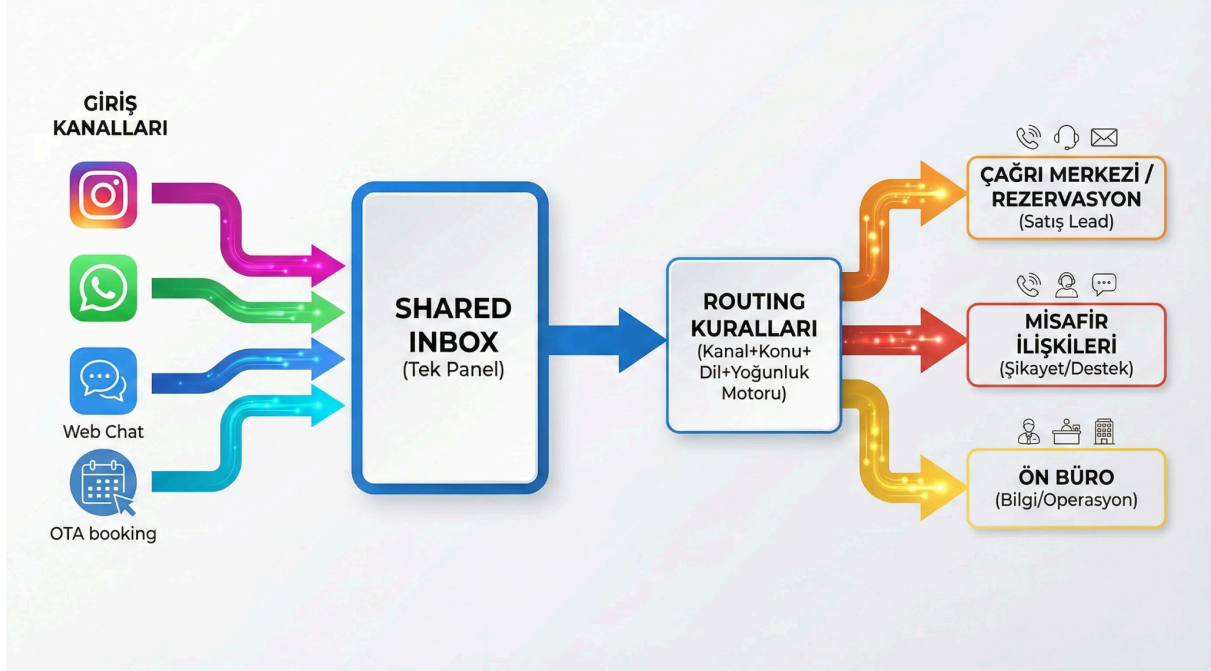 GİRİŞ
KANALLARI
Web Chat
OTA booking
SHARED
INBOX
(Tek Panel)
ROUTING
KURALLARI
(Kanal+Konu+
Dil+Yoğunluk
Motoru)
ÇAĞRI MERKEZİ /
REZERVASYON
(Satış Lead)
MİSAFİR
İLİŞKİLERİ
(Şikayet/Destek)
ÖN BÜRO
(Bilgi/Operasyon)